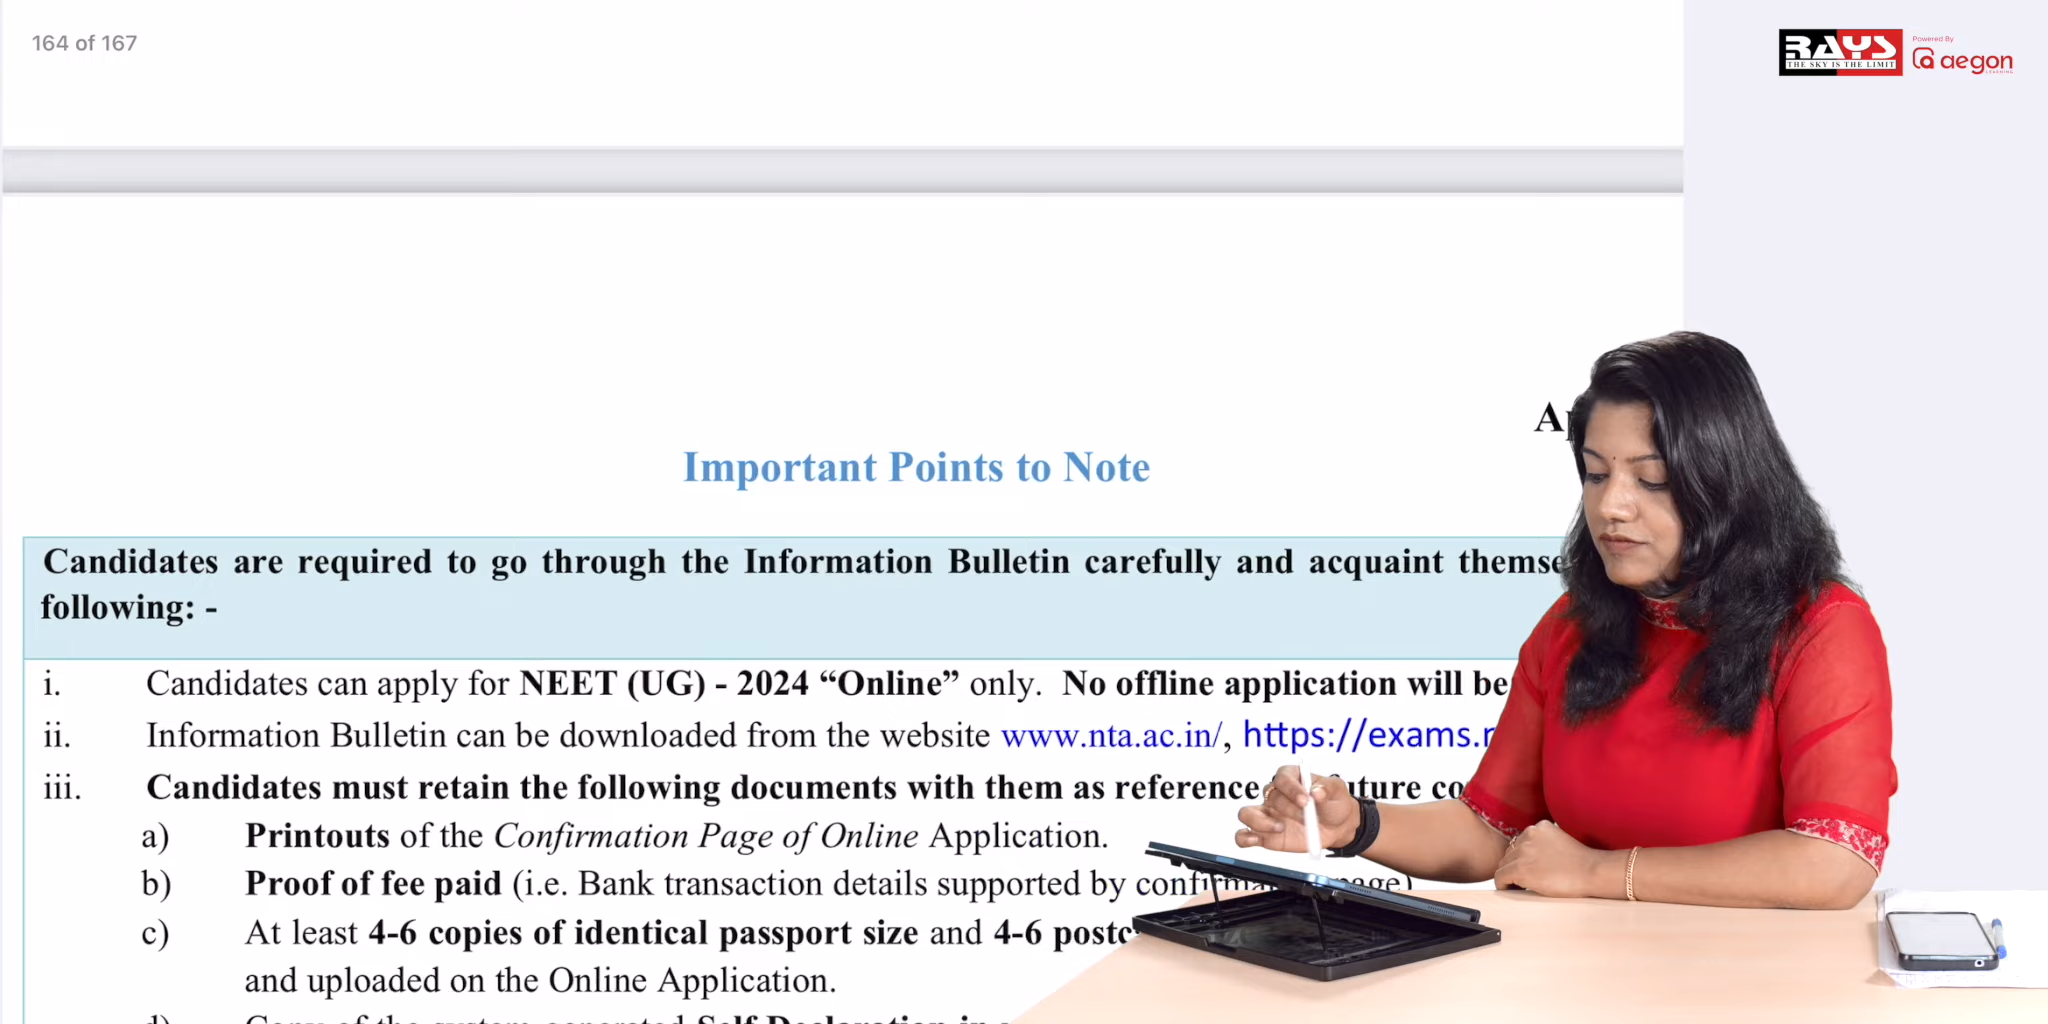 164 of 167
RAYS
THE SKY IS THE LIMIT
Powered By
aegon
LEARNING
Important Points to Note
Candidates are required to go through the Information Bulletin carefully and acquaint
following: -
i. Candidates can apply for NEET (UG) - 2024 “Online” only. No offline application will be
ii. Information Bulletin can be downloaded from the website www.nta.ac.in/, https://exams.
iii. Candidates must retain the following documents with them as reference
a) Printouts of the Confirmation Page of Online Application.
b) Proof of fee paid (i.e. Bank transaction details supported by
c) At least 4-6 copies of identical passport size and 4-6
and uploaded on the Online Application.